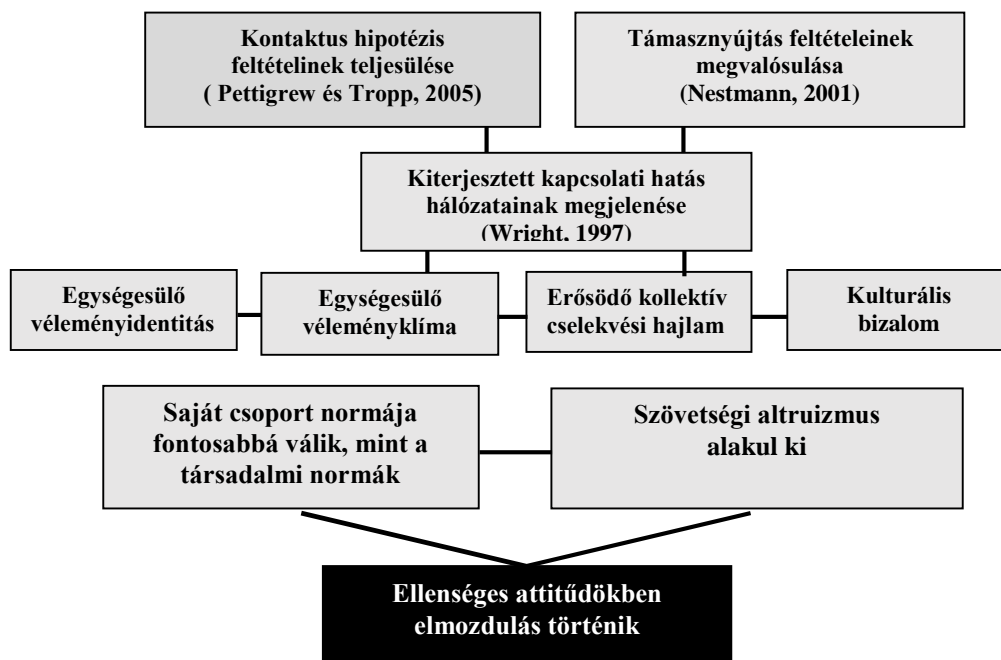 Kontaktus hipotézis
feltételinek teljesülése
( Pettigrew és Tropp, 2005)
Támasznyújtás feltételeinek
megvalósulása
(Nestmann, 2001)
Kiterjesztett kapcsolati hatás
hálózatainak megjelenése
(Wright, 1997)
Egységesülő
véleményidentitás
Egységesülő
véleményklíma
Erősödő kollektív
cselekvési hajlam
Kulturális
bizalom
Saját csoport normája
fontosabbá válik, mint a
társadalmi normák
Szövetségi altruizmus
alakul ki
Ellenséges attitűdökben
elmozdulás történik